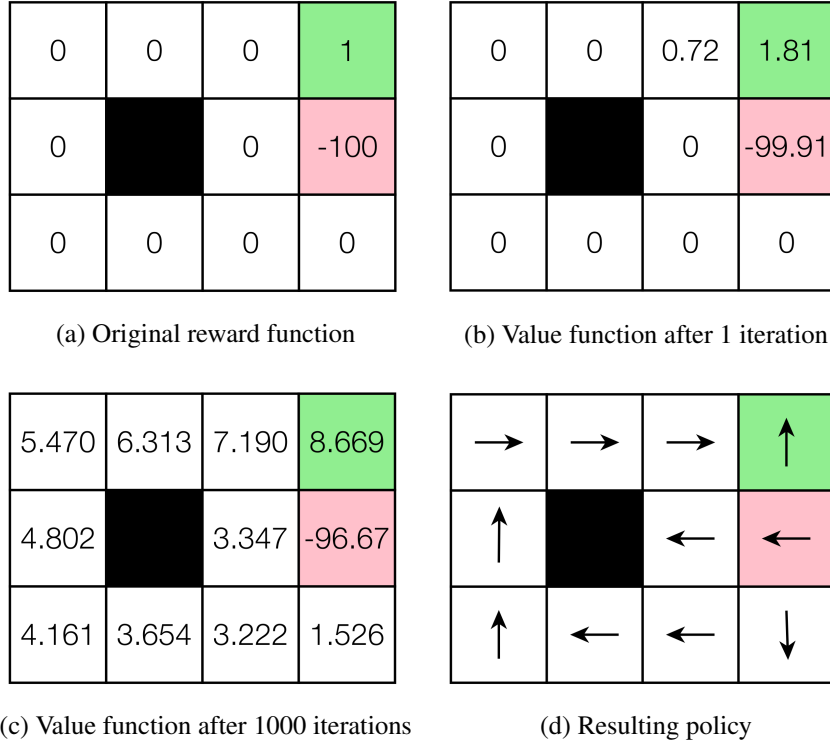 0 0 0 1
0 0 -100
0 0 0 0
(a) Original reward function
0 0 0.72 1.81
0 0 -99.91
0 0 0 0
(b) Value function after 1 iteration
5.470 6.313 7.190 8.669
4.802 3.347 -96.67
4.161 3.654 3.222 1.526
(c) Value function after 1000 iterations
(d) Resulting policy